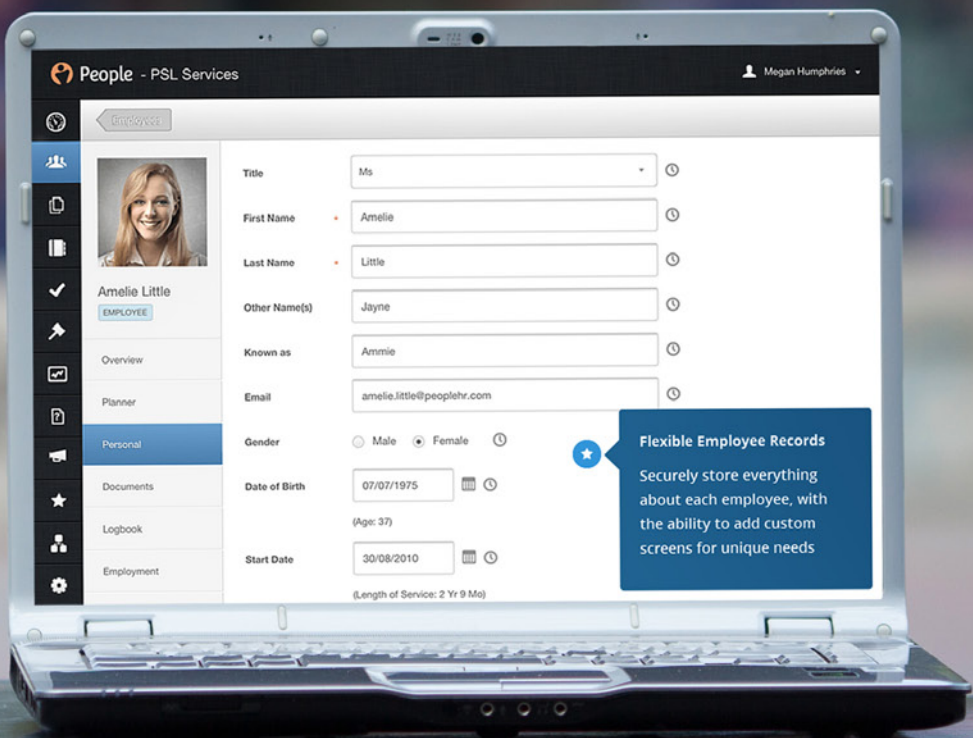 People - PSL Services
Megan Humphries
Employees
Title
Ms
First Name *
Amelie
Last Name *
Little
Other Name(s)
Jayne
Known as
Ammie
Email
amelie.little@peoplehr.com
Gender
Male
Female
Date of Birth
07/07/1975
(Age: 37)
Start Date
30/08/2010
(Length of Service: 2 Yr 9 Mo)
Amelie Little
EMPLOYEE
Overview
Planner
Personal
Documents
Logbook
Employment
Flexible Employee Records
Securely store everything
about each employee, with
the ability to add custom
screens for unique needs